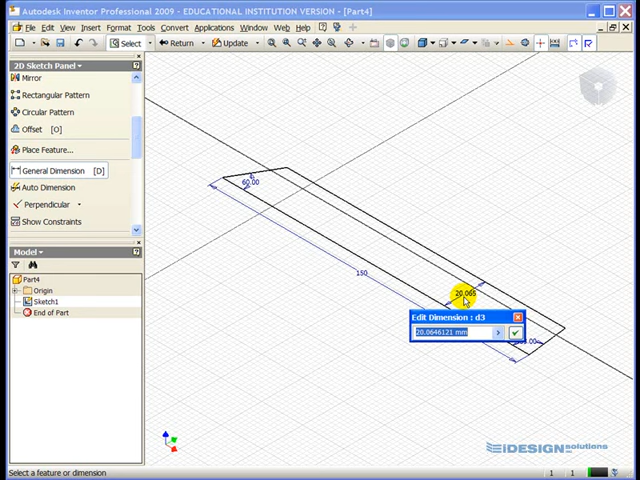 Autodesk Inventor Professional 2009 - EDUCATIONAL INSTITUTION VERSION - [Part4]
File Edit View Insert Format Tools Convert Applications Window Web Help
Select Return Update
2D Sketch Panel
Mirror
Rectangular Pattern
Circular Pattern
Offset [O]
Place Feature...
General Dimension [D]
Auto Dimension
Perpendicular
Show Constraints
Model
Part4
Origin
Sketch1
End of Part
60.00
150
20.065
Edit Dimension : d3
20.0646121 mm
IDESIGN solutions
Select a feature or dimension
1 1